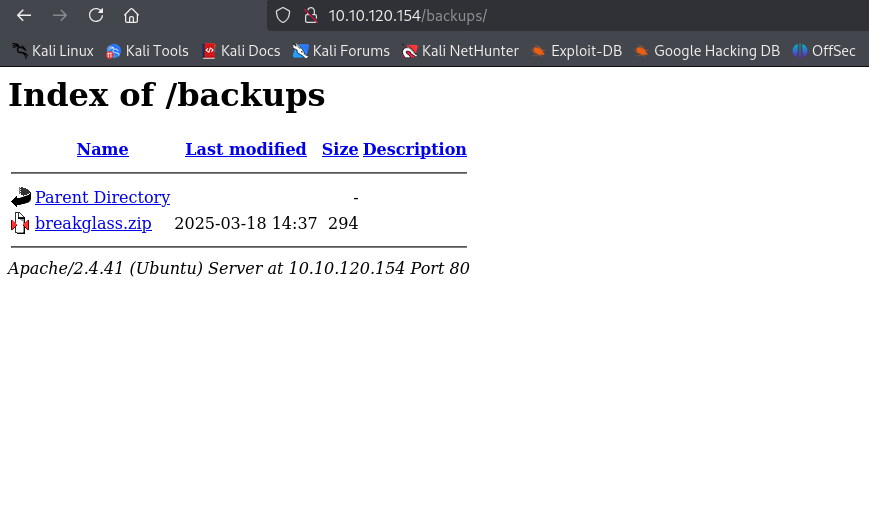 10.10.120.154/backups/
Kali Linux Kali Tools Kali Docs Kali Forums Kali NetHunter Exploit-DB Google Hacking DB OffSec
Index of /backups
Name Last modified Size Description
Parent Directory -
breakglass.zip 2025-03-18 14:37 294
Apache/2.4.41 (Ubuntu) Server at 10.10.120.154 Port 80